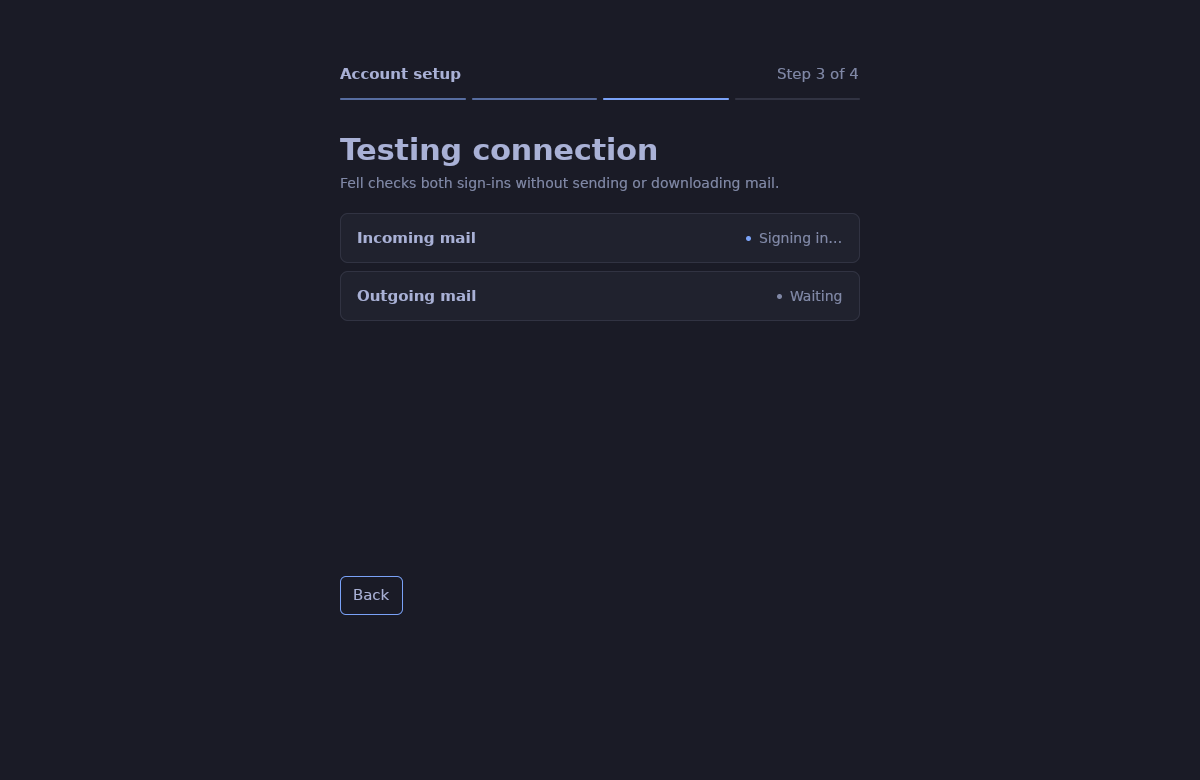 Account setup
Step 3 of 4
Testing connection
Fell checks both sign-ins without sending or downloading mail.
Incoming mail
Signing in…
Outgoing mail
Waiting
Back